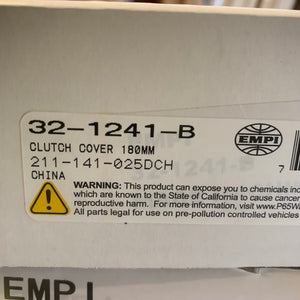 32-1241-B
EMPI
CLUTCH COVER 180MM
211-141-025DCH
CHINA
7
WARNING: This product can expose you to chemicals inc
which are known to the State of California to cause cancer
reproductive harm. For more information visit www.P65W
All parts legal for use on pre-pollution controlled vehicles
EMPI